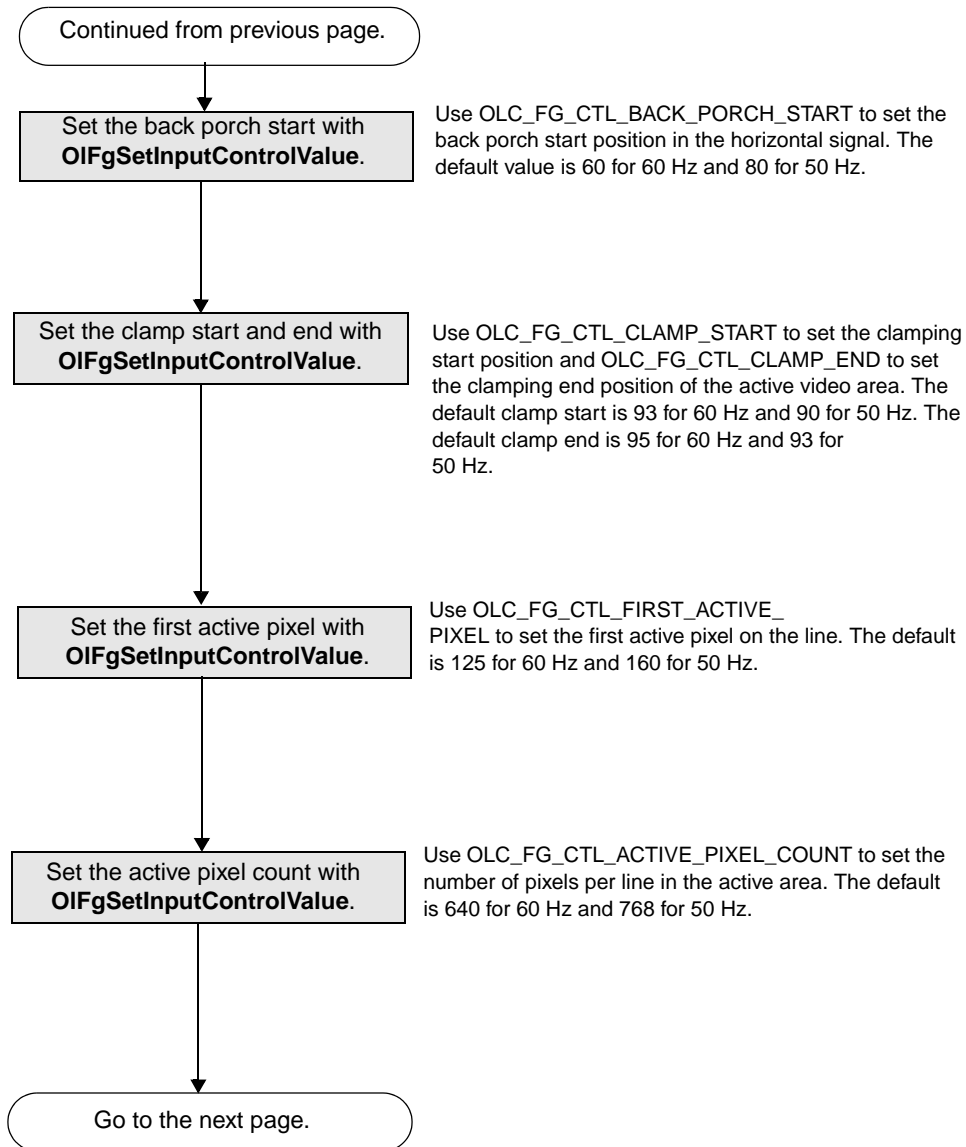 Continued from previous page.
Set the back porch start with
OlFgSetInputControlValue.
Use OLC_FG_CTL_BACK_PORCH_START to set the
back porch start position in the horizontal signal. The
default value is 60 for 60 Hz and 80 for 50 Hz.
Set the clamp start and end with
OlFgSetInputControlValue.
Use OLC_FG_CTL_CLAMP_START to set the clamping
start position and OLC_FG_CTL_CLAMP_END to set
the clamping end position of the active video area. The
default clamp start is 93 for 60 Hz and 90 for 50 Hz. The
default clamp end is 95 for 60 Hz and 93 for
50 Hz.
Set the first active pixel with
OlFgSetInputControlValue.
Use OLC_FG_CTL_FIRST_ACTIVE_
PIXEL to set the first active pixel on the line. The default
is 125 for 60 Hz and 160 for 50 Hz.
Set the active pixel count with
OlFgSetInputControlValue.
Use OLC_FG_CTL_ACTIVE_PIXEL_COUNT to set the
number of pixels per line in the active area. The default
is 640 for 60 Hz and 768 for 50 Hz.
Go to the next page.